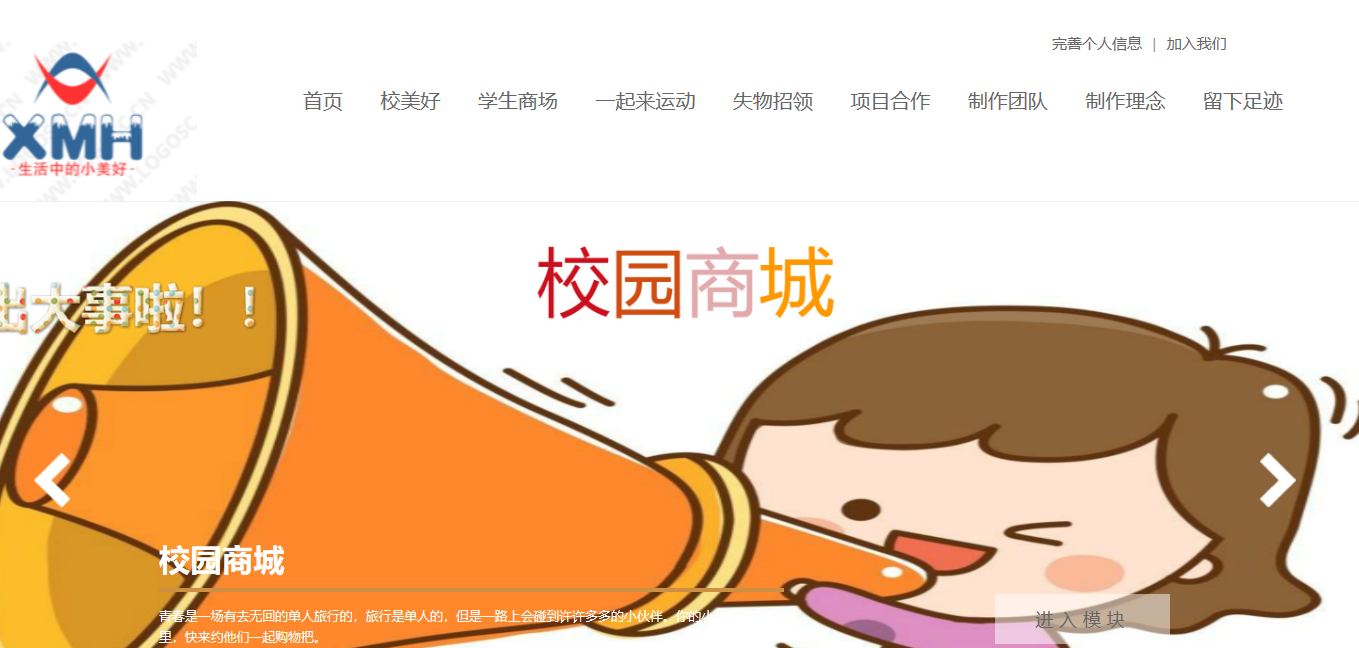 完善个人信息 | 加入我们
XMH
-生活中的小美好-
首页 校美好 学生商场 一起来运动 失物招领 项目合作 制作团队 制作理念 留下足迹
校园商城
出大事啦！！
校园商城
青春是一场有去无回的单人旅行的，旅行是单人的，但是一路上会碰到许许多多的小伙伴。你的小
里，快来约他们一起购物把。
进入模块